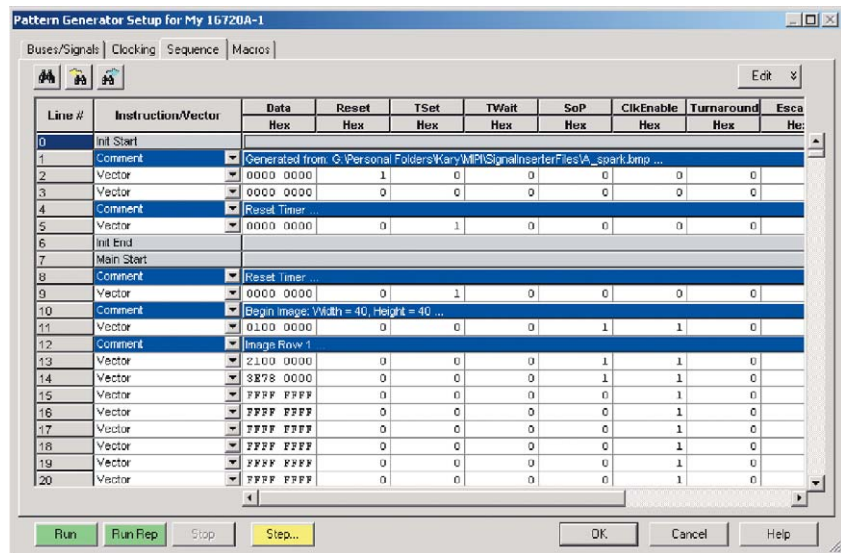 Pattern Generator Setup for My 16720A-1
Buses/Signals Clocking Sequence Macros
Edit
Line # Instruction/Vector Data Reset TSet TWait SoP ClkEnable Turnaround Esca
Hex Hex Hex Hex Hex Hex Hex He:
0 Init Start
1 Comment Generated from: G:\Personal Folders\Kary\MIPI\SignalInserterFiles\A_spark.bmp ...
2 Vector 0000 0000 1 0 0 0 0 0
3 Vector 0000 0000 0 0 0 0 0 0
4 Comment Reset Timer ...
5 Vector 0000 0000 0 1 0 0 0 0
6 Init End
7 Main Start
8 Comment Reset Timer ...
9 Vector 0000 0000 0 1 0 0 0 0
10 Comment Begin Image: Width = 40, Height = 40 ...
11 Vector 0100 0000 0 0 0 1 1 0
12 Comment Image Row 1 ...
13 Vector 2100 0000 0 0 0 1 1 0
14 Vector 3E78 0000 0 0 0 1 1 0
15 Vector FFFF FFFF 0 0 0 0 1 0
16 Vector FFFF FFFF 0 0 0 0 1 0
17 Vector FFFF FFFF 0 0 0 0 1 0
18 Vector FFFF FFFF 0 0 0 0 1 0
19 Vector FFFF FFFF 0 0 0 0 1 0
20 Vector FFFF FFFF 0 0 0 0 1 0
Run Run Rep Stop Step... OK Cancel Help